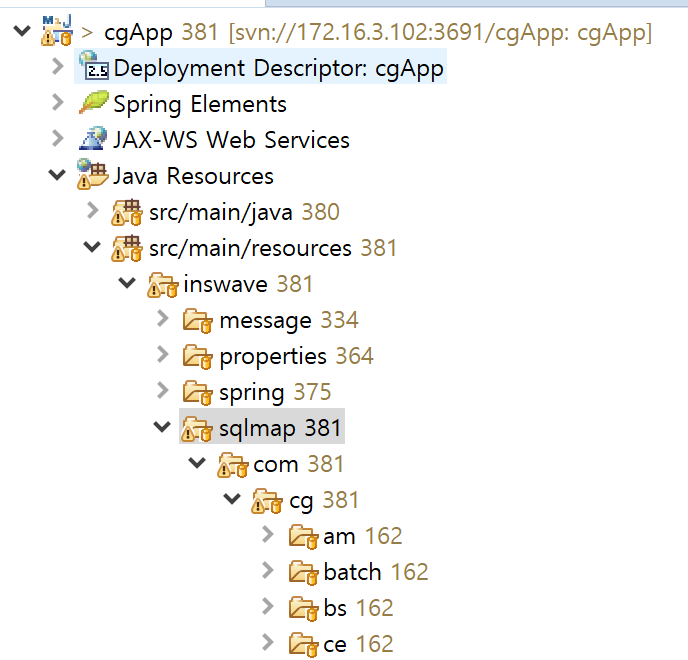 > cgApp 381 [svn://172.16.3.102:3691/cgApp: cgApp]
2.5 Deployment Descriptor: cgApp
Spring Elements
JAX-WS Web Services
Java Resources
src/main/java 380
src/main/resources 381
inswave 381
message 334
properties 364
spring 375
sqlmap 381
com 381
cg 381
am 162
batch 162
bs 162
ce 162